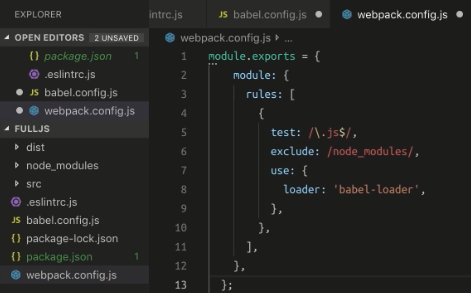 EXPLORER
intrc.js babel.config.js webpack.config.js
OPEN EDITORS 2 UNSAVED
package.json 1
.eslintrc.js
JS babel.config.js
webpack.config.js
FULLJS
dist
node_modules
src
.eslintrc.js
JS babel.config.js
{} package-lock.json
{} package.json 1
webpack.config.js
webpack.config.js > ...
1 module.exports = {
2 module: {
3 rules: [
4 {
5 test: /\.js$/,
6 exclude: /node_modules/,
7 use: {
8 loader: 'babel-loader',
9 },
10 },
11 ],
12 },
13 };